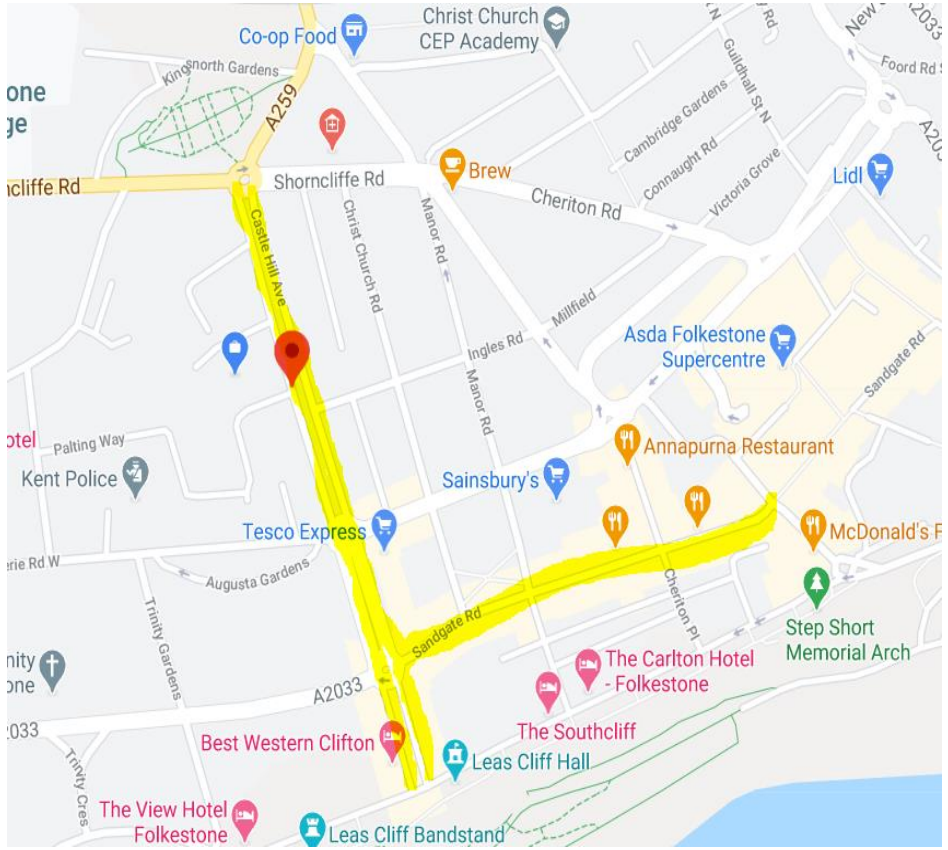 Christ Church
CEP Academy
Co-op Food
A2033
New S
Foord Rd S
Kingsnorth Gardens
one
ge
A259
Guildhall St N
Cambridge Gardens
A203
Brew
Connaught Rd
Lidl
ncliffe Rd
Shorncliffe Rd
Cheriton Rd
Victoria Grove
Castle Hill Ave
Christ Church Rd
Manor Rd
Millfield
Ingles Rd
Asda Folkestone
Supercentre
Sandgate Rd
Manor Rd
otel
Palting Way
Annapurna Restaurant
Kent Police
Sainsbury's
Tesco Express
McDonald's F
erie Rd W
Augusta Gardens
Cheriton Pl
Trinity Gardens
Sandgate Rd
Step Short
Memorial Arch
nity
one
A2033
The Carlton Hotel
- Folkestone
2033
The Southcliff
Best Western Clifton
Leas Cliff Hall
Trinity Cres
The View Hotel
Folkestone
Leas Cliff Bandstand